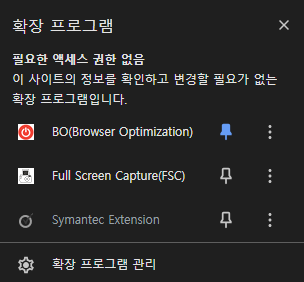 확장 프로그램
필요한 액세스 권한 없음
이 사이트의 정보를 확인하고 변경할 필요가 없는
확장 프로그램입니다.
BO(Browser Optimization)
Full Screen Capture(FSC)
Symantec Extension
확장 프로그램 관리